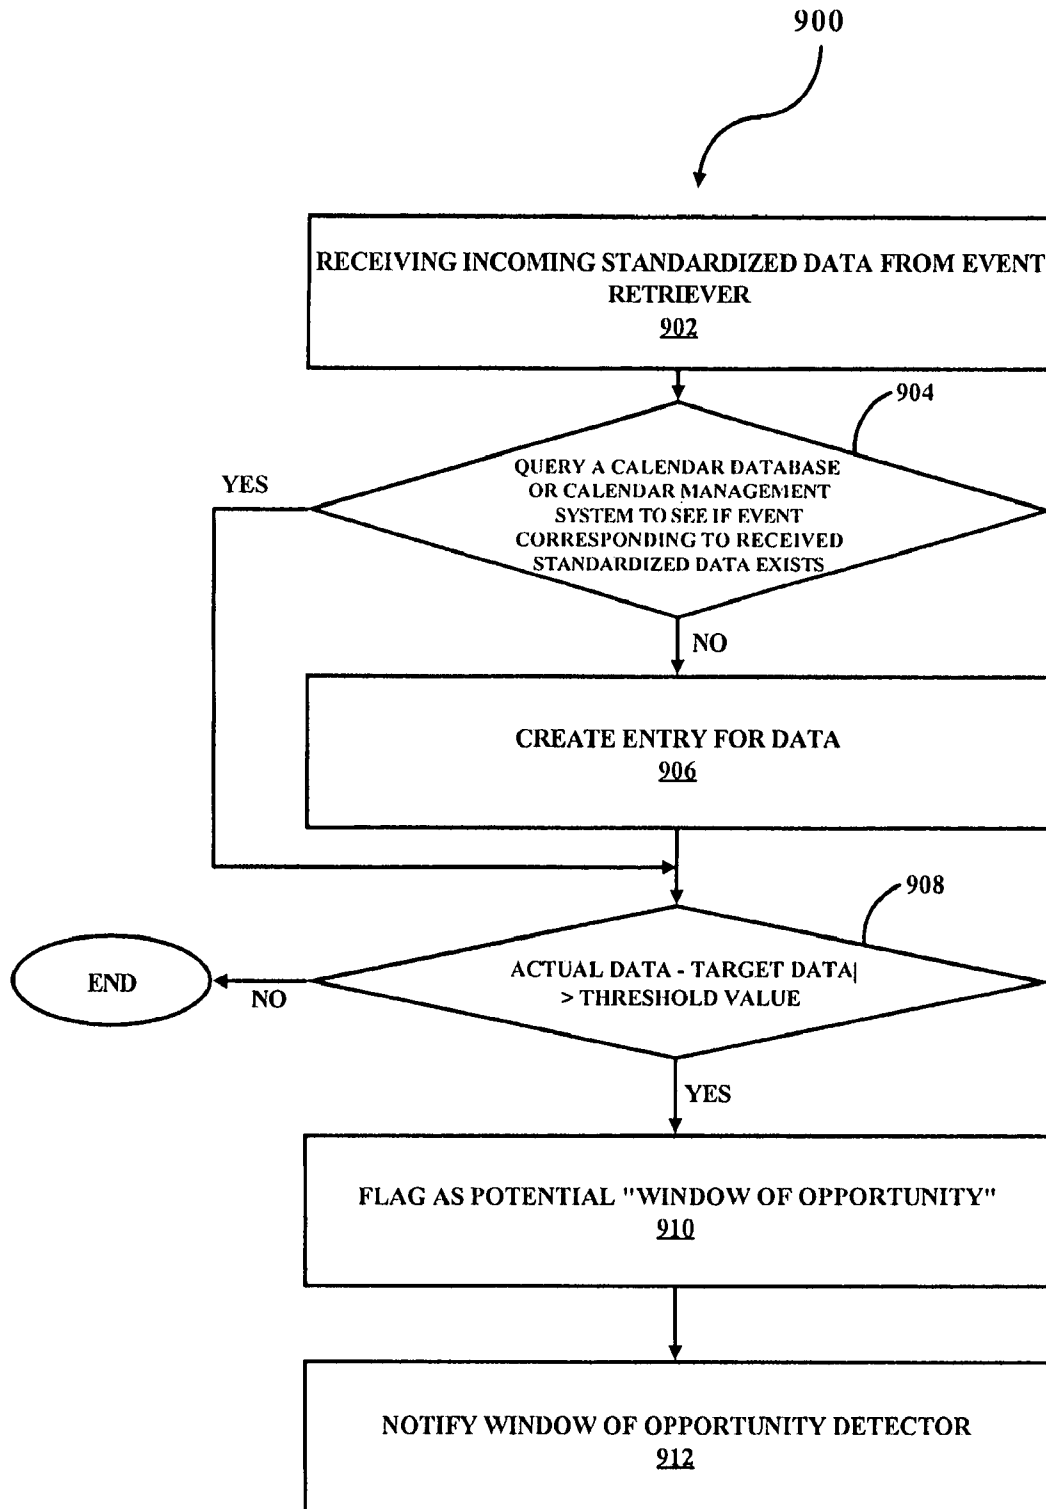 900
RECEIVING INCOMING STANDARDIZED DATA FROM EVENT
RETRIEVER
902
904
QUERY A CALENDAR DATABASE
OR CALENDAR MANAGEMENT
SYSTEM TO SEE IF EVENT
CORRESPONDING TO RECEIVED
STANDARDIZED DATA EXISTS
YES
NO
CREATE ENTRY FOR DATA
906
908
ACTUAL DATA - TARGET DATA|
> THRESHOLD VALUE
END
NO
YES
FLAG AS POTENTIAL "WINDOW OF OPPORTUNITY"
910
NOTIFY WINDOW OF OPPORTUNITY DETECTOR
912